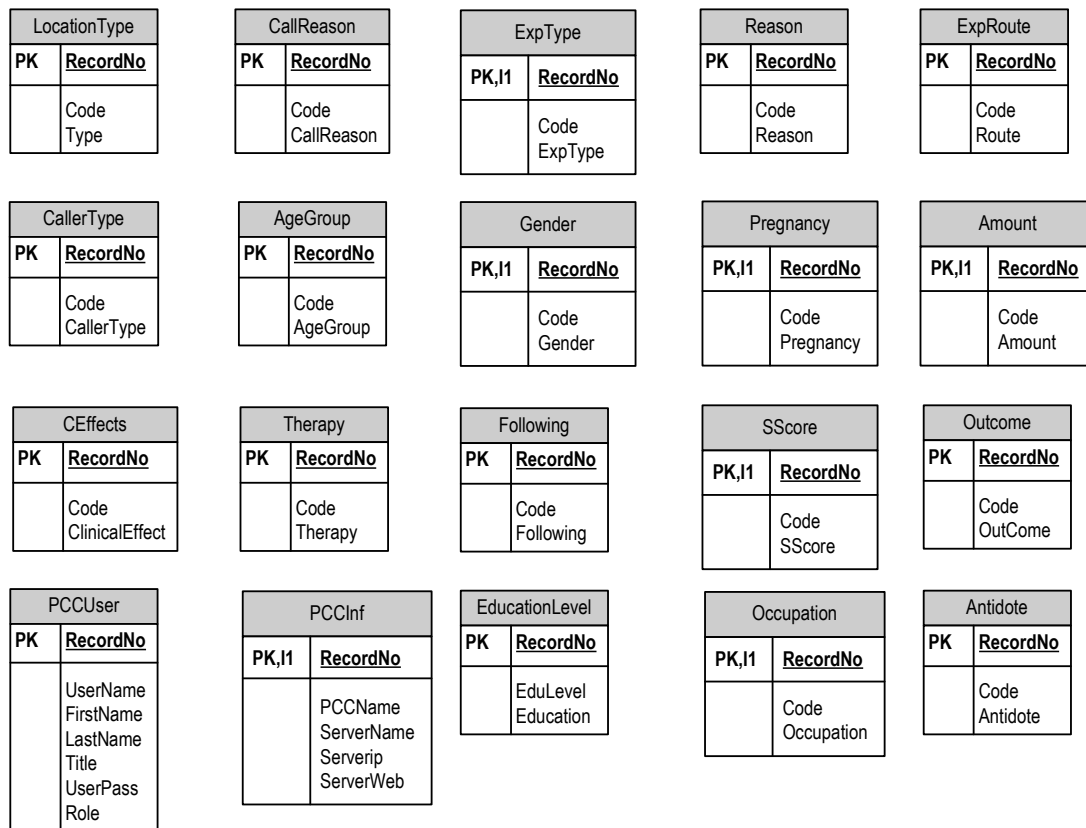 LocationType
PK RecordNo
Code
Type
CallReason
PK RecordNo
Code
CallReason
ExpType
PK,I1 RecordNo
Code
ExpType
Reason
PK RecordNo
Code
Reason
ExpRoute
PK RecordNo
Code
Route
CallerType
PK RecordNo
Code
CallerType
AgeGroup
PK RecordNo
Code
AgeGroup
Gender
PK,I1 RecordNo
Code
Gender
Pregnancy
PK,I1 RecordNo
Code
Pregnancy
Amount
PK,I1 RecordNo
Code
Amount
CEffects
PK RecordNo
Code
ClinicalEffect
Therapy
PK RecordNo
Code
Therapy
Following
PK RecordNo
Code
Following
SScore
PK,I1 RecordNo
Code
SScore
Outcome
PK RecordNo
Code
OutCome
PCCUser
PK RecordNo
UserName
FirstName
LastName
Title
UserPass
Role
PCCInf
PK,I1 RecordNo
PCCName
ServerName
Serverip
ServerWeb
EducationLevel
PK RecordNo
EduLevel
Education
Occupation
PK,I1 RecordNo
Code
Occupation
Antidote
PK RecordNo
Code
Antidote